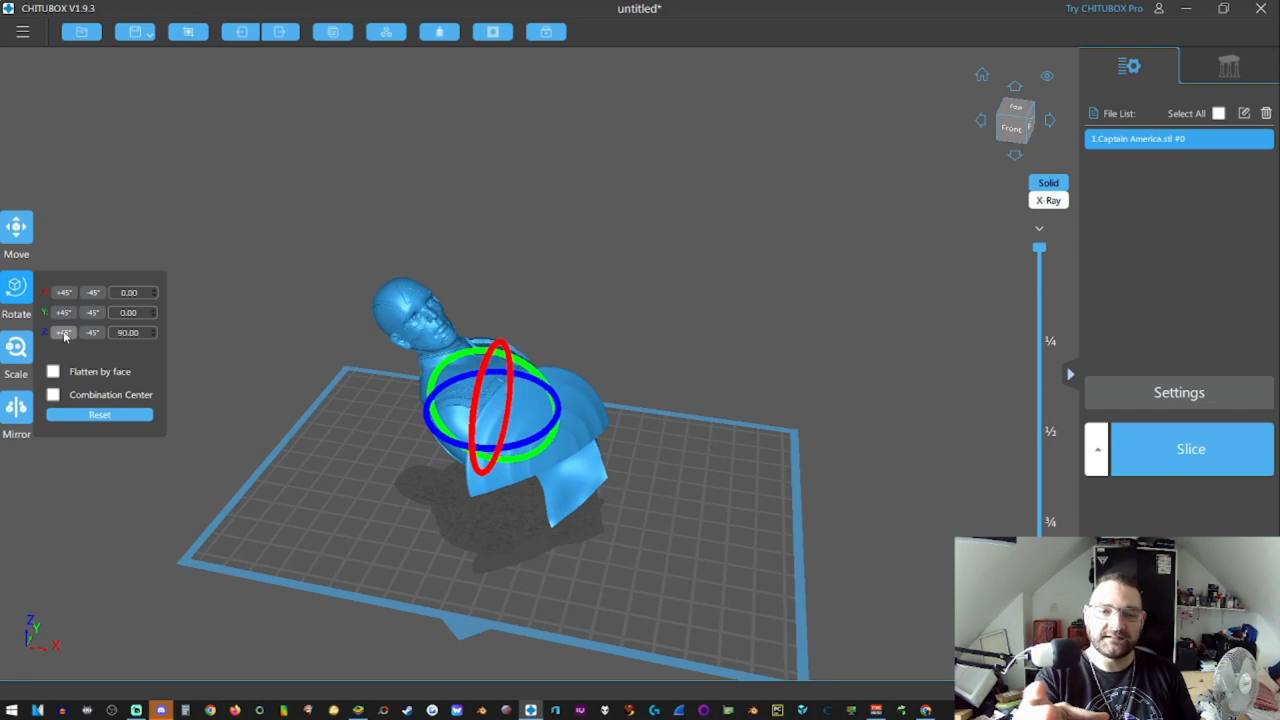 CHITUBOX V1.9.3
untitled*
Try CHITUBOX Pro
File List:
Select All
1.Captain America.stl #0
Front
Solid
X-Ray
Move
Rotate
Scale
Mirror
X: +45° -45° 0.00
Y: +45° -45° 0.00
Z: +45° -45° 90.00
Flatten by face
Combination Center
Reset
¼
½
¾
Settings
Slice
Z
Y
X